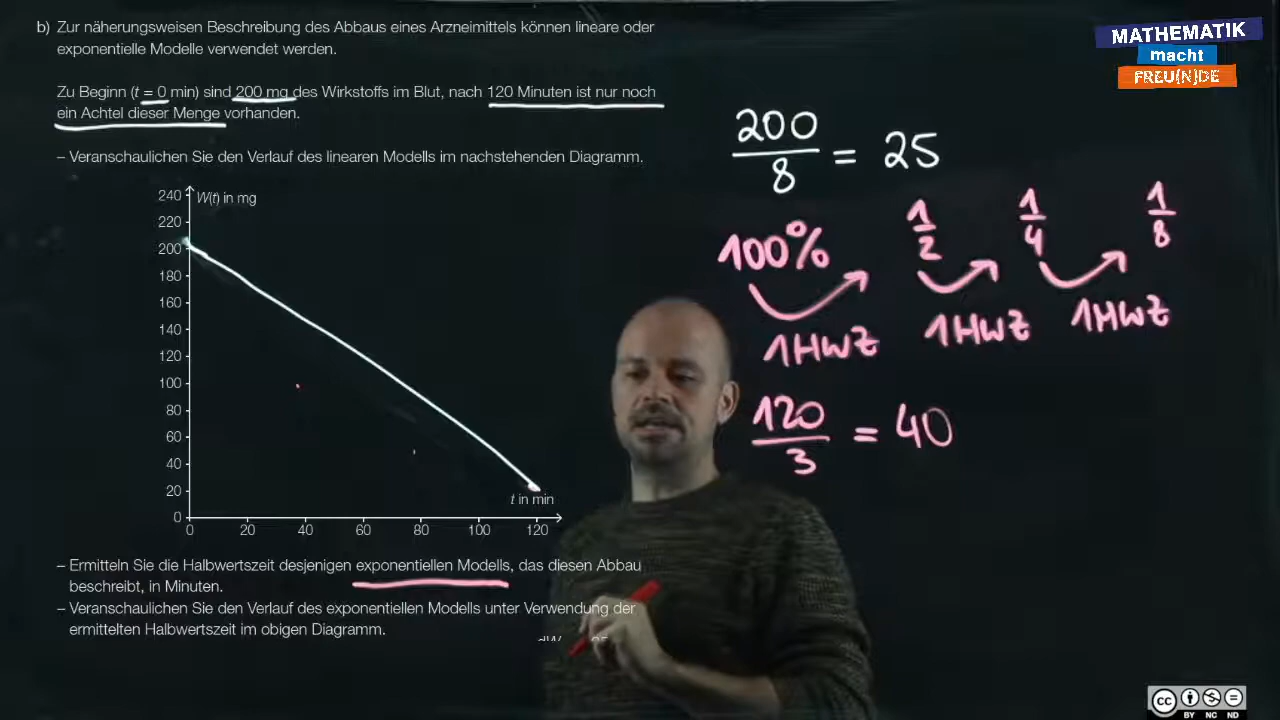 b) Zur näherungsweisen Beschreibung des Abbaus eines Arzneimittels können lineare oder
exponentielle Modelle verwendet werden.
Zu Beginn (t = 0 min) sind 200 mg des Wirkstoffs im Blut, nach 120 Minuten ist nur noch
ein Achtel dieser Menge vorhanden.
– Veranschaulichen Sie den Verlauf des linearen Modells im nachstehenden Diagramm.
MATHEMATIK
macht
FREU(N)DE
200/8 = 25
100% 1/2 1/4 1/8
1HWZ 1HWZ 1HWZ
120/3 = 40
W(t) in mg
240
220
200
180
160
140
120
100
80
60
40
20
0
t in min
0 20 40 60 80 100 120
– Ermitteln Sie die Halbwertszeit desjenigen exponentiellen Modells, das diesen Abbau
beschreibt, in Minuten.
– Veranschaulichen Sie den Verlauf des exponentiellen Modells unter Verwendung der
ermittelten Halbwertszeit im obigen Diagramm.
cc
BY NC ND